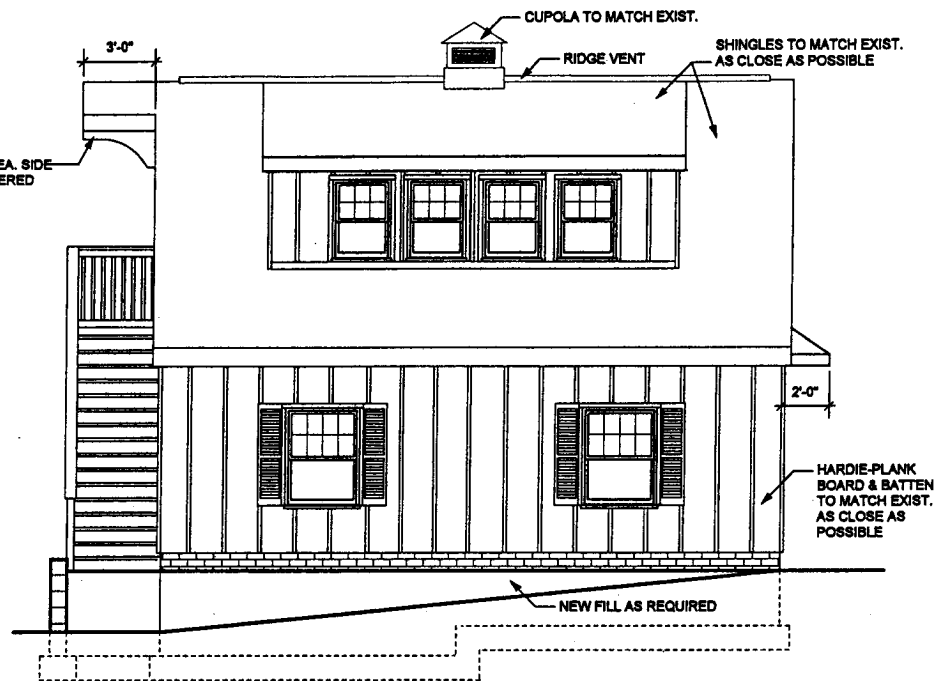 CUPOLA TO MATCH EXIST.
3'-0"
RIDGE VENT
SHINGLES TO MATCH EXIST.
AS CLOSE AS POSSIBLE
EA. SIDE
ERED
2'-0"
HARDIE-PLANK
BOARD & BATTEN
TO MATCH EXIST.
AS CLOSE AS
POSSIBLE
NEW FILL AS REQUIRED